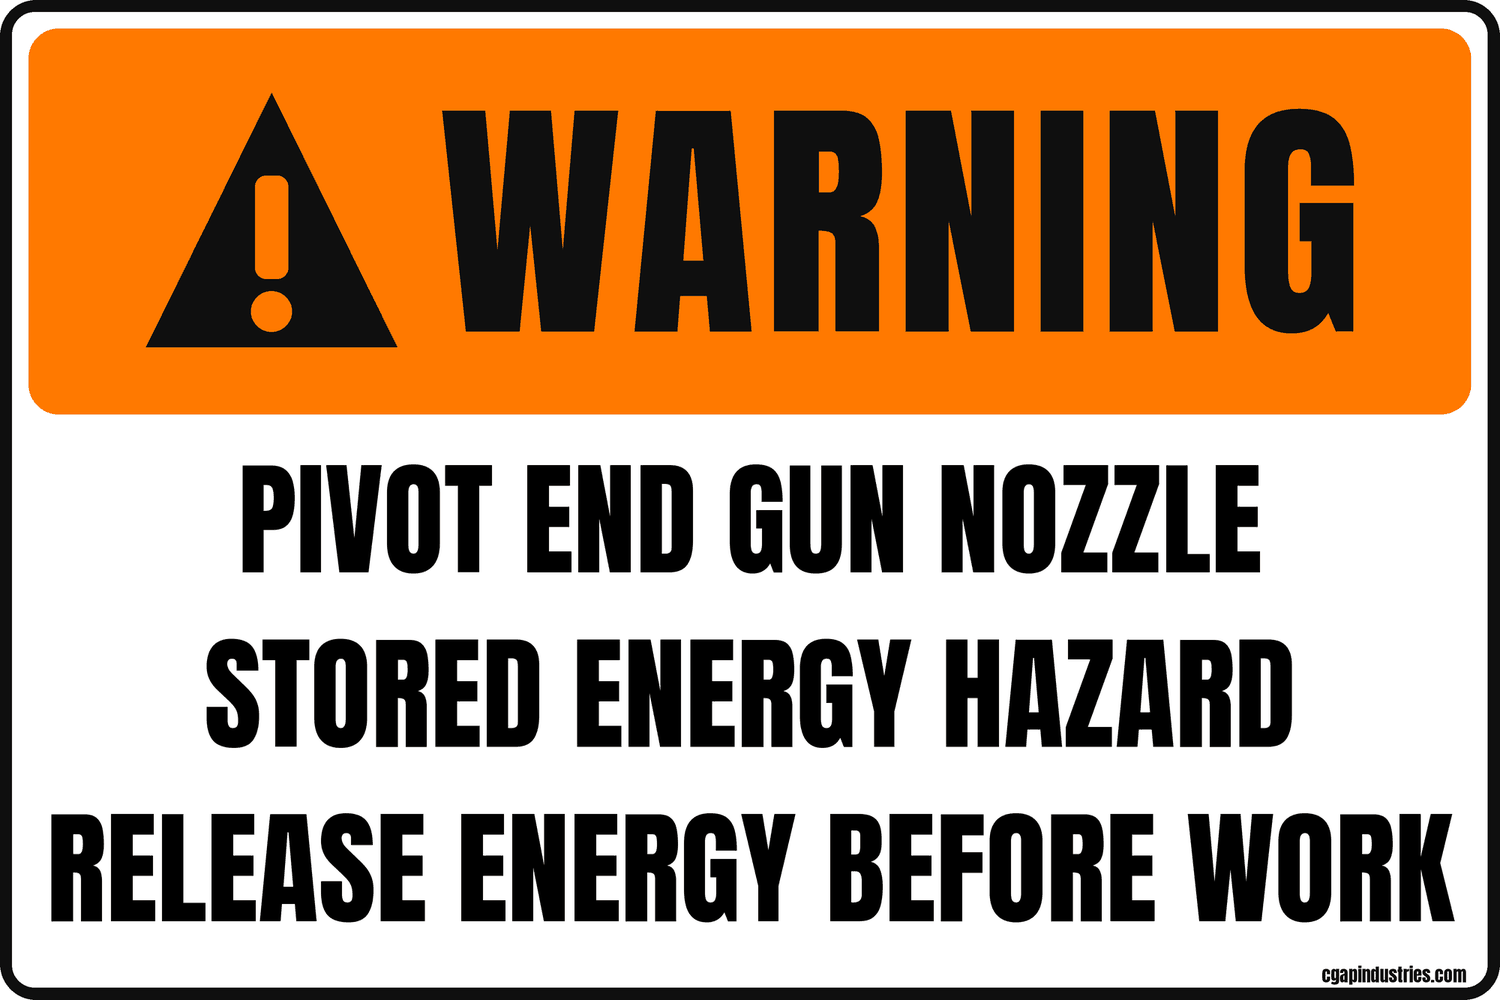 WARNING
PIVOT END GUN NOZZLE
STORED ENERGY HAZARD
RELEASE ENERGY BEFORE WORK
cgapindustries.com